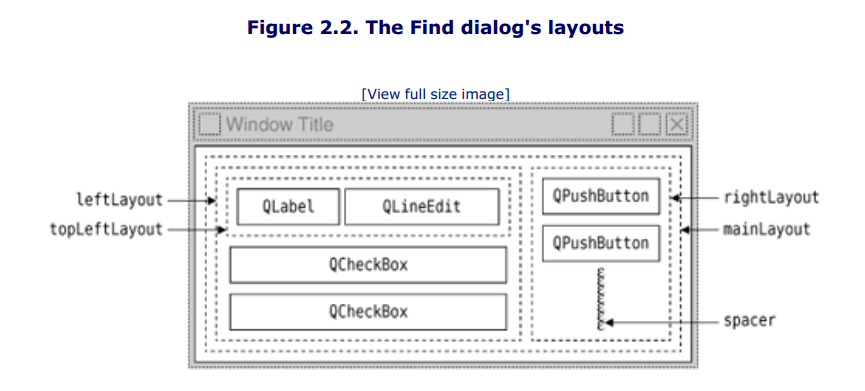 Figure 2.2. The Find dialog's layouts
[View full size image]
Window Title
leftLayout
topLeftLayout
QLabel
QLineEdit
QCheckBox
QCheckBox
QPushButton
QPushButton
rightLayout
mainLayout
spacer